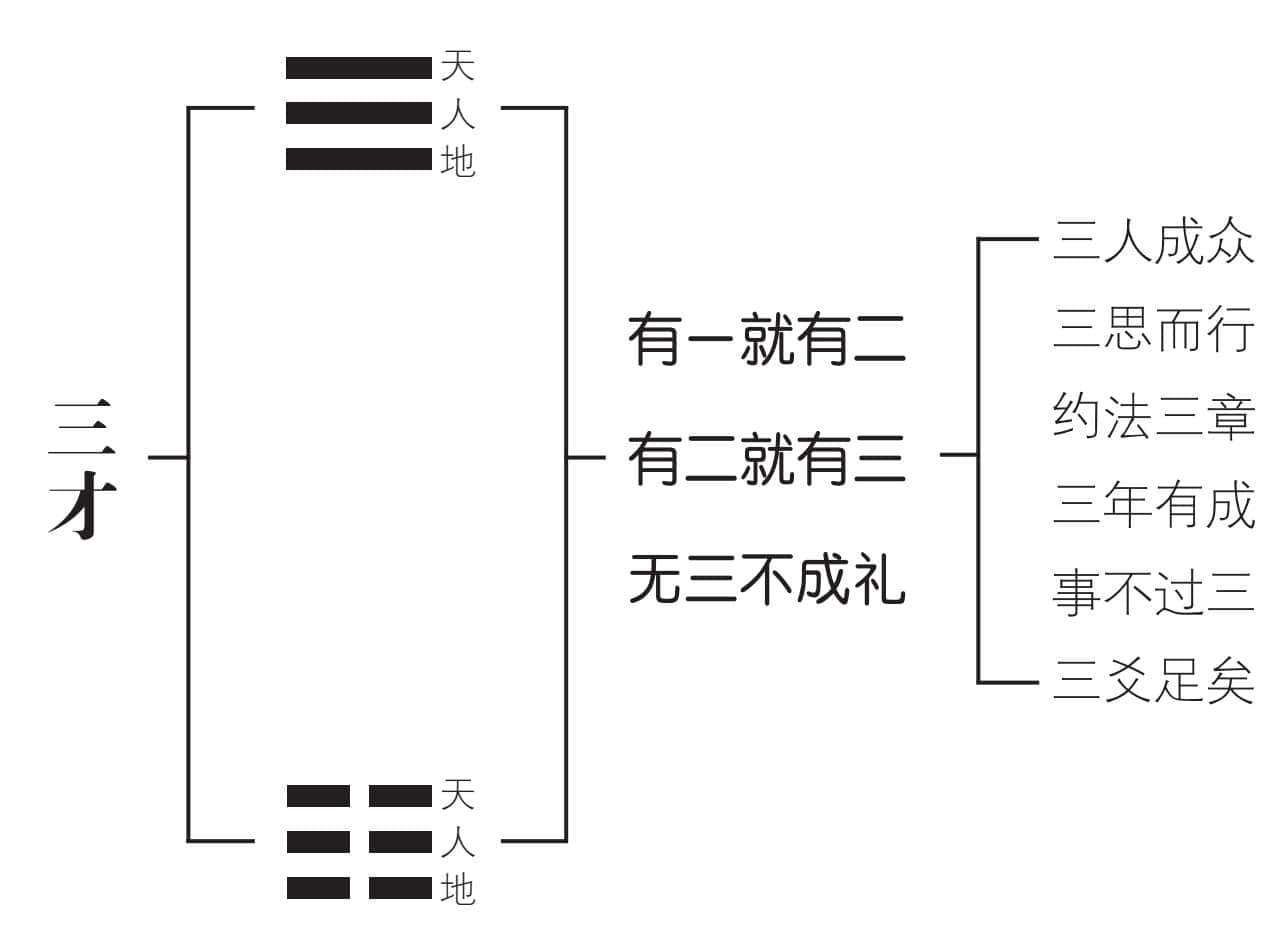 三才
天
人
地
天
人
地
有一就有二
有二就有三
无三不成礼
三人成众
三思而行
约法三章
三年有成
事不过三
三爻足矣